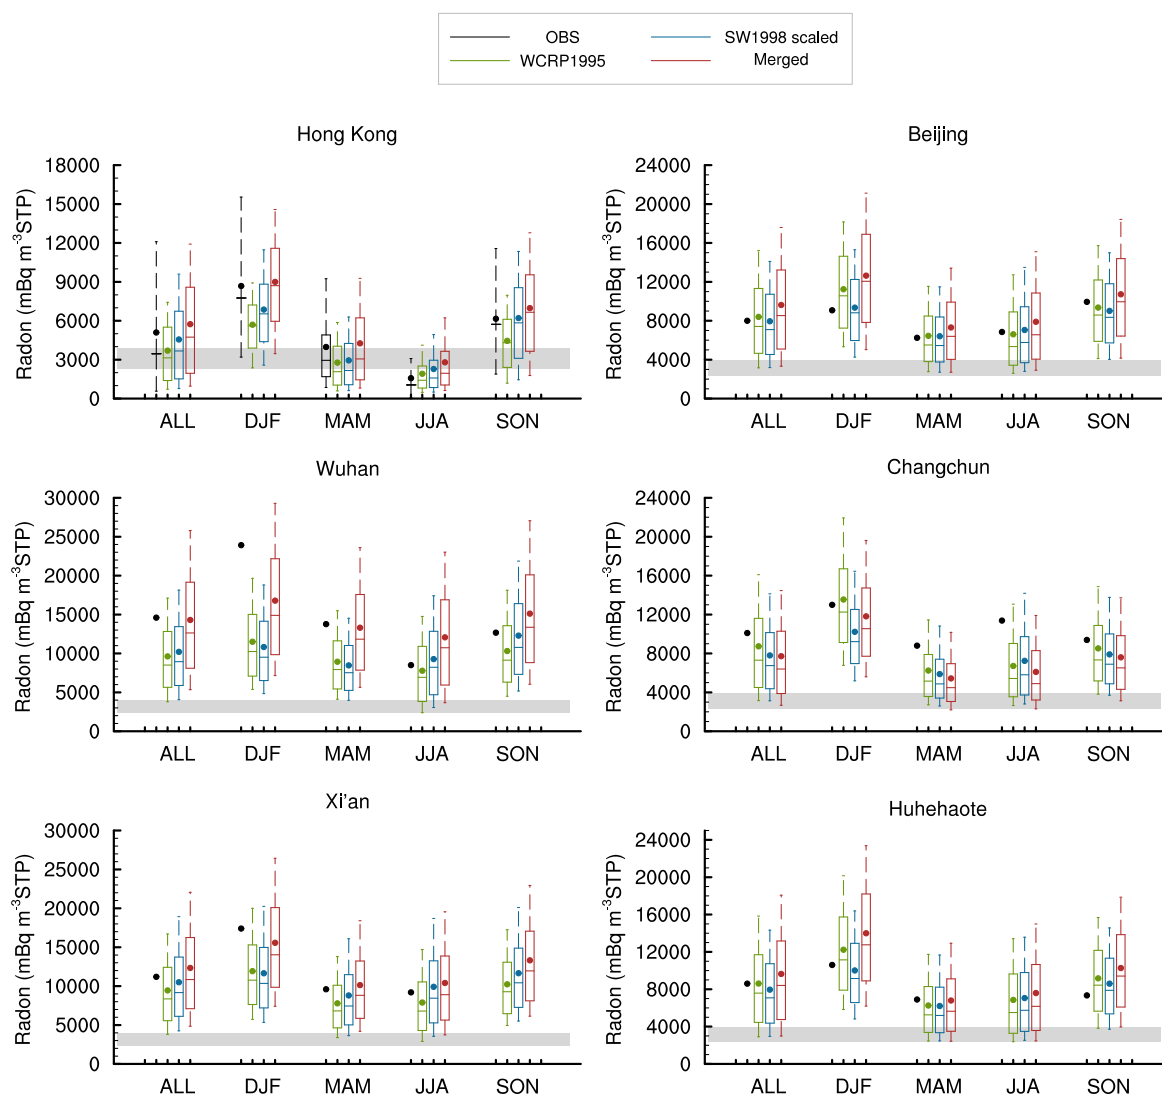 OBS SW1998 scaled
WCRP1995 Merged
Hong Kong
Radon (mBq m⁻³STP)
18000
15000
12000
9000
6000
3000
0
ALL DJF MAM JJA SON
Beijing
Radon (mBq m⁻³STP)
24000
20000
16000
12000
8000
4000
0
ALL DJF MAM JJA SON
Wuhan
Radon (mBq m⁻³STP)
30000
25000
20000
15000
10000
5000
0
ALL DJF MAM JJA SON
Changchun
Radon (mBq m⁻³STP)
24000
20000
16000
12000
8000
4000
0
ALL DJF MAM JJA SON
Xi'an
Radon (mBq m⁻³STP)
30000
25000
20000
15000
10000
5000
0
ALL DJF MAM JJA SON
Huhehaote
Radon (mBq m⁻³STP)
24000
20000
16000
12000
8000
4000
0
ALL DJF MAM JJA SON